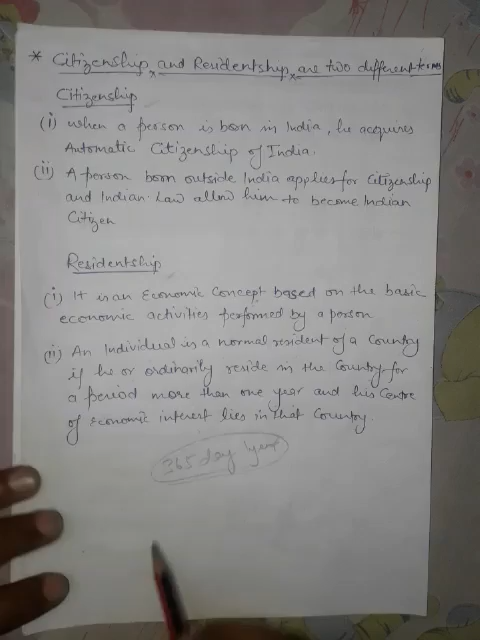 * Citizenship and Residentship are two different terms
Citizenship
(i) when a person is born in India, he acquires
Automatic Citizenship of India.
(ii) A person born outside India applies for Citizenship
and Indian Law allow him to become Indian
Citizen
Residentship
(i) It is an Economic Concept based on the basic
economic activities performed by a person
(ii) An Individual is a normal resident of a Country
if he or ordinarily reside in the Country for
a period more than one year and his Centre
of economic interest lies in that Country.
365 day 1 year